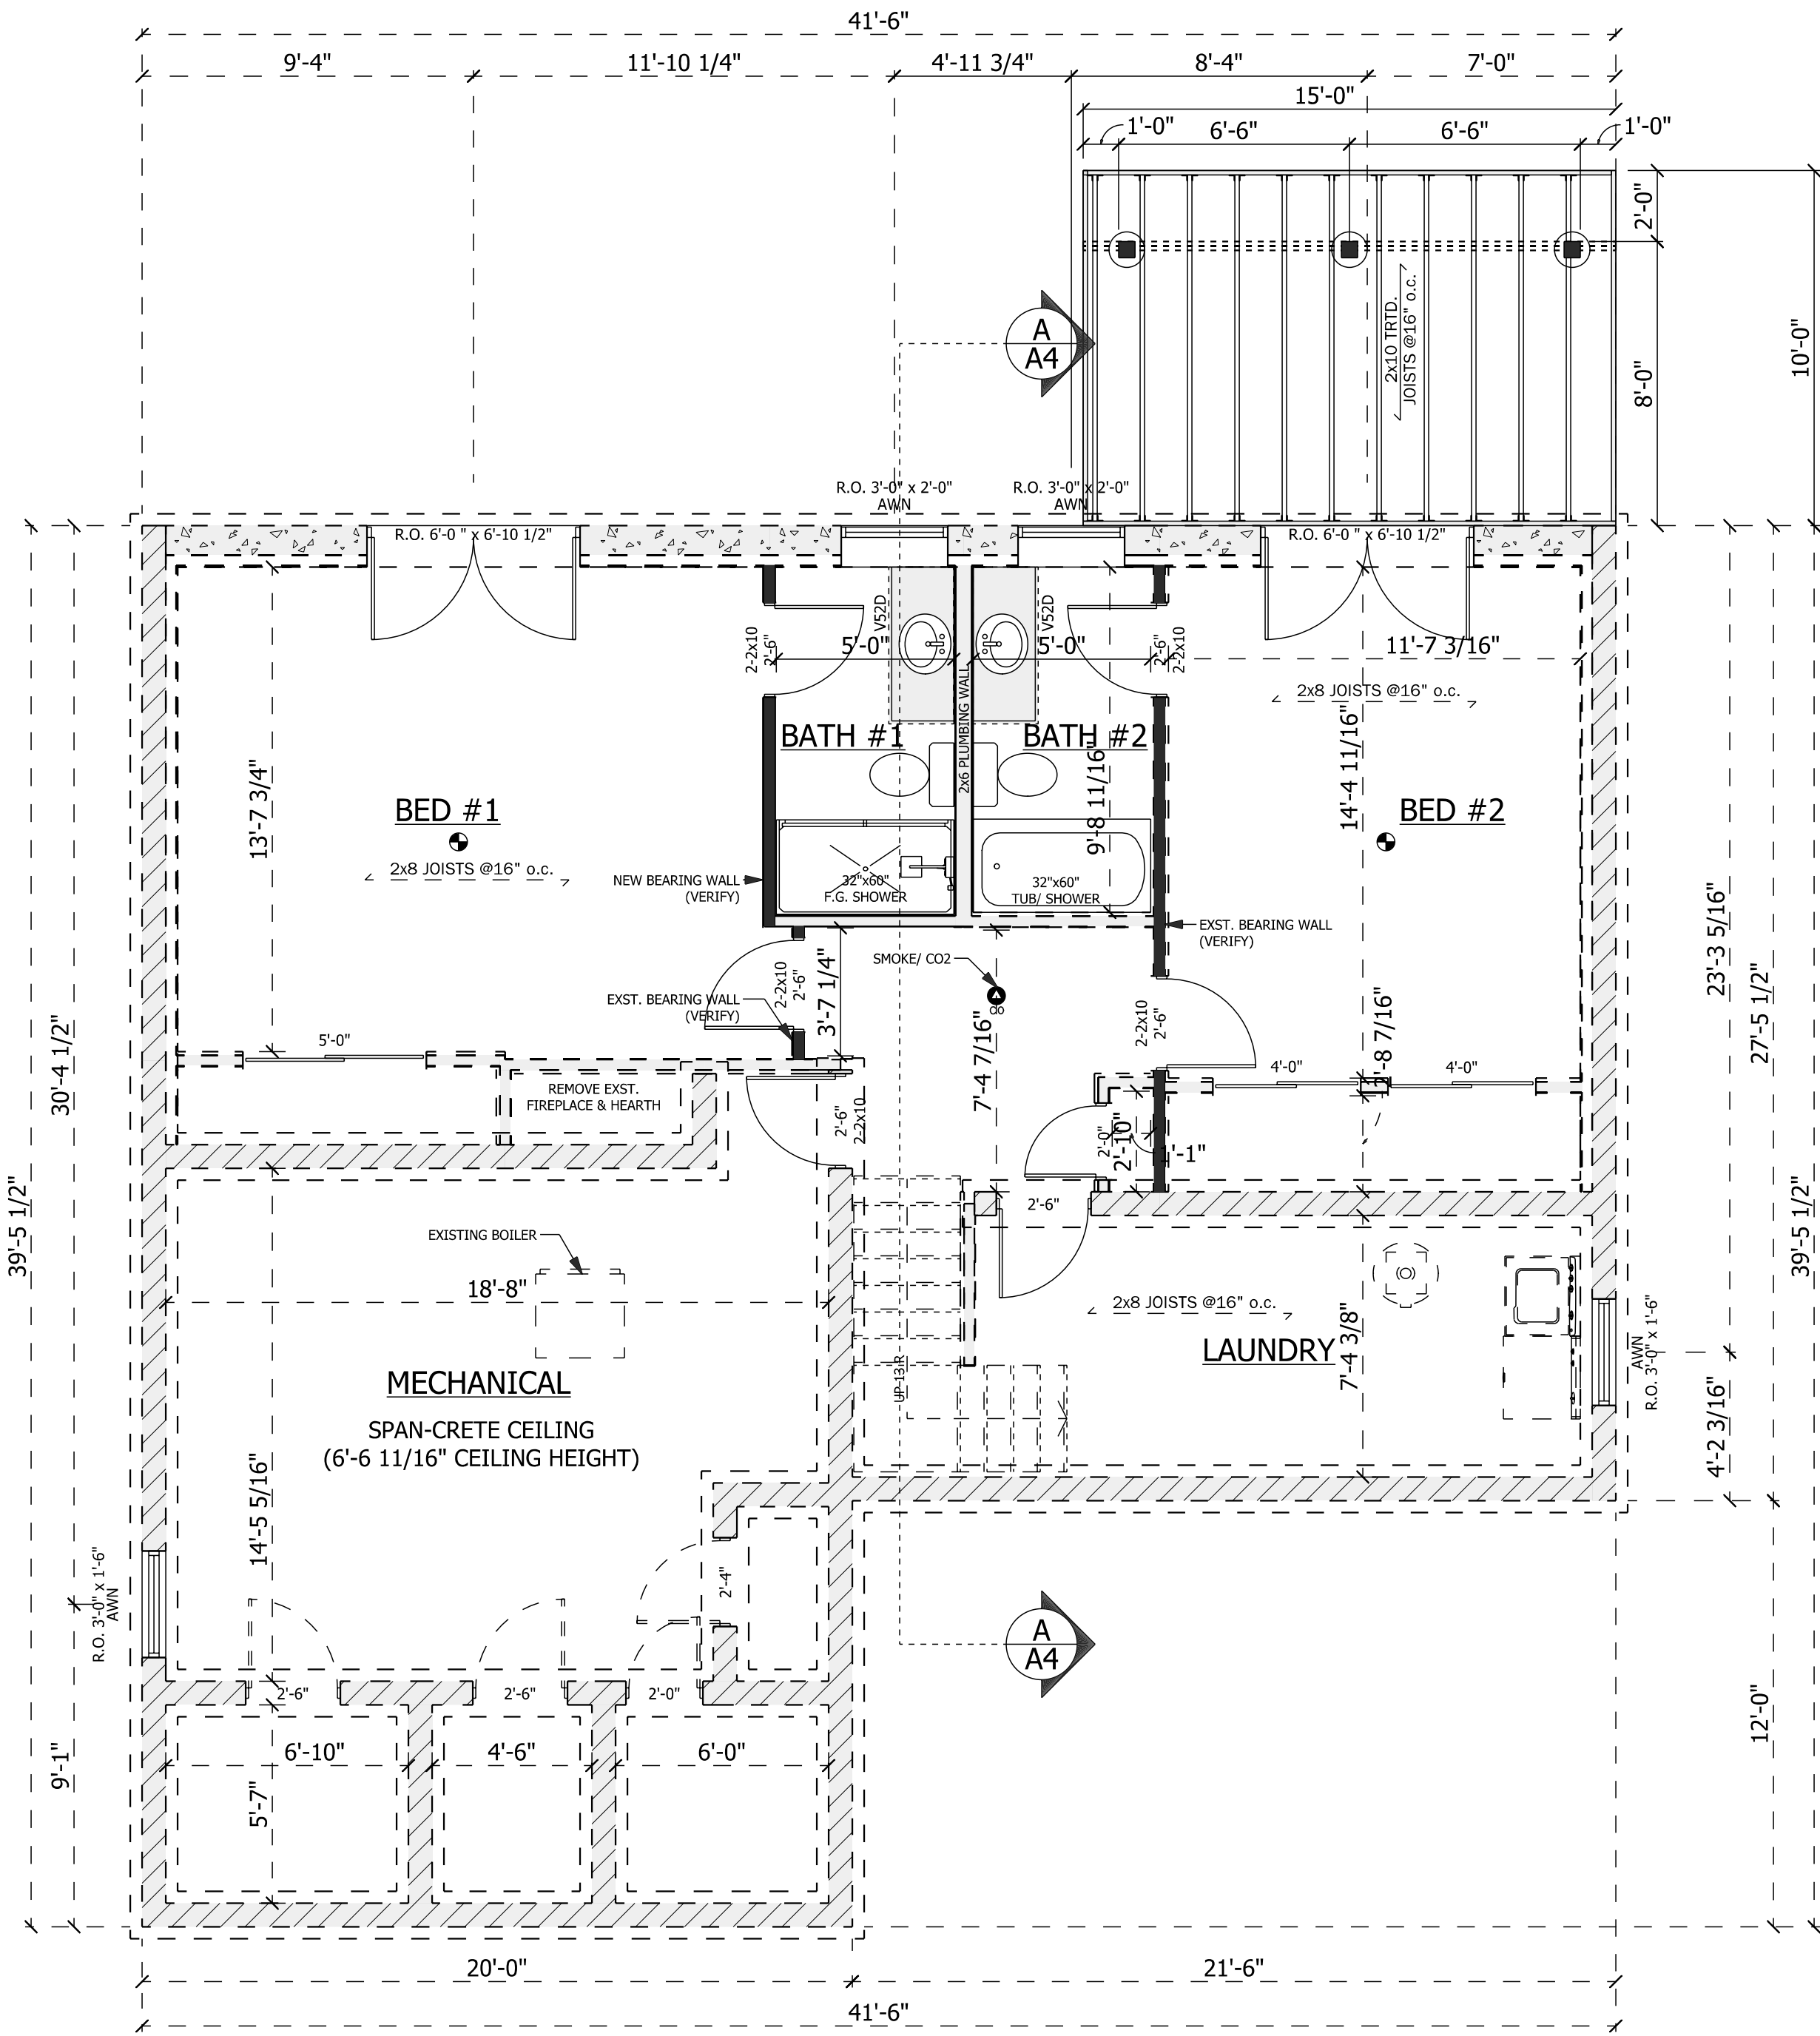 41'-6"
9'-4"
11'-10 1/4"
4'-11 3/4"
8'-4"
7'-0"
15'-0"
1'-0"
6'-6"
6'-6"
1'-0"
2'-0"
8'-0"
10'-0"
2x10 TRTD.
JOISTS @16" o.c.
A
A4
R.O. 3'-0" x 2'-0"
AWN
R.O. 3'-0" x 2'-0"
AWN
R.O. 6'-0 " x 6'-10 1/2"
R.O. 6'-0 " x 6'-10 1/2"
V52D
V52D
2-2x10
2'-6"
5'-0"
5'-0"
2'-6"
2-2x10
11'-7 3/16"
2x8 JOISTS @16" o.c.
2x6 PLUMBING WALL
BATH #1
BATH #2
13'-7 3/4"
9'-8 11/16"
14'-4 11/16"
BED #1
BED #2
2x8 JOISTS @16" o.c.
NEW BEARING WALL
(VERIFY)
32"x60"
F.G. SHOWER
32"x60"
TUB/ SHOWER
EXST. BEARING WALL
(VERIFY)
SMOKE/ CO2
2-2x10
2'-6"
3'-7 1/4"
EXST. BEARING WALL
(VERIFY)
7'-4 7/16"
2-2x10
2'-6"
-8 7/16"
5'-0"
4'-0"
4'-0"
REMOVE EXST.
FIREPLACE & HEARTH
2'-6"
2-2x10
2'-0"
2'-10"
1'-1"
23'-3 5/16"
27'-5 1/2"
39'-5 1/2"
30'-4 1/2"
39'-5 1/2"
2'-6"
EXISTING BOILER
18'-8"
2x8 JOISTS @16" o.c.
LAUNDRY
7'-4 3/8"
AWN
R.O. 3'-0" x 1'-6"
UP 13 R
MECHANICAL
SPAN-CRETE CEILING
(6'-6 11/16" CEILING HEIGHT)
4'-2 3/16"
14'-5 5/16"
R.O. 3'-0" x 1'-6"
AWN
2'-4"
A
A4
2'-6"
2'-6"
2'-0"
12'-0"
9'-1"
6'-10"
4'-6"
6'-0"
5'-7"
20'-0"
21'-6"
41'-6"